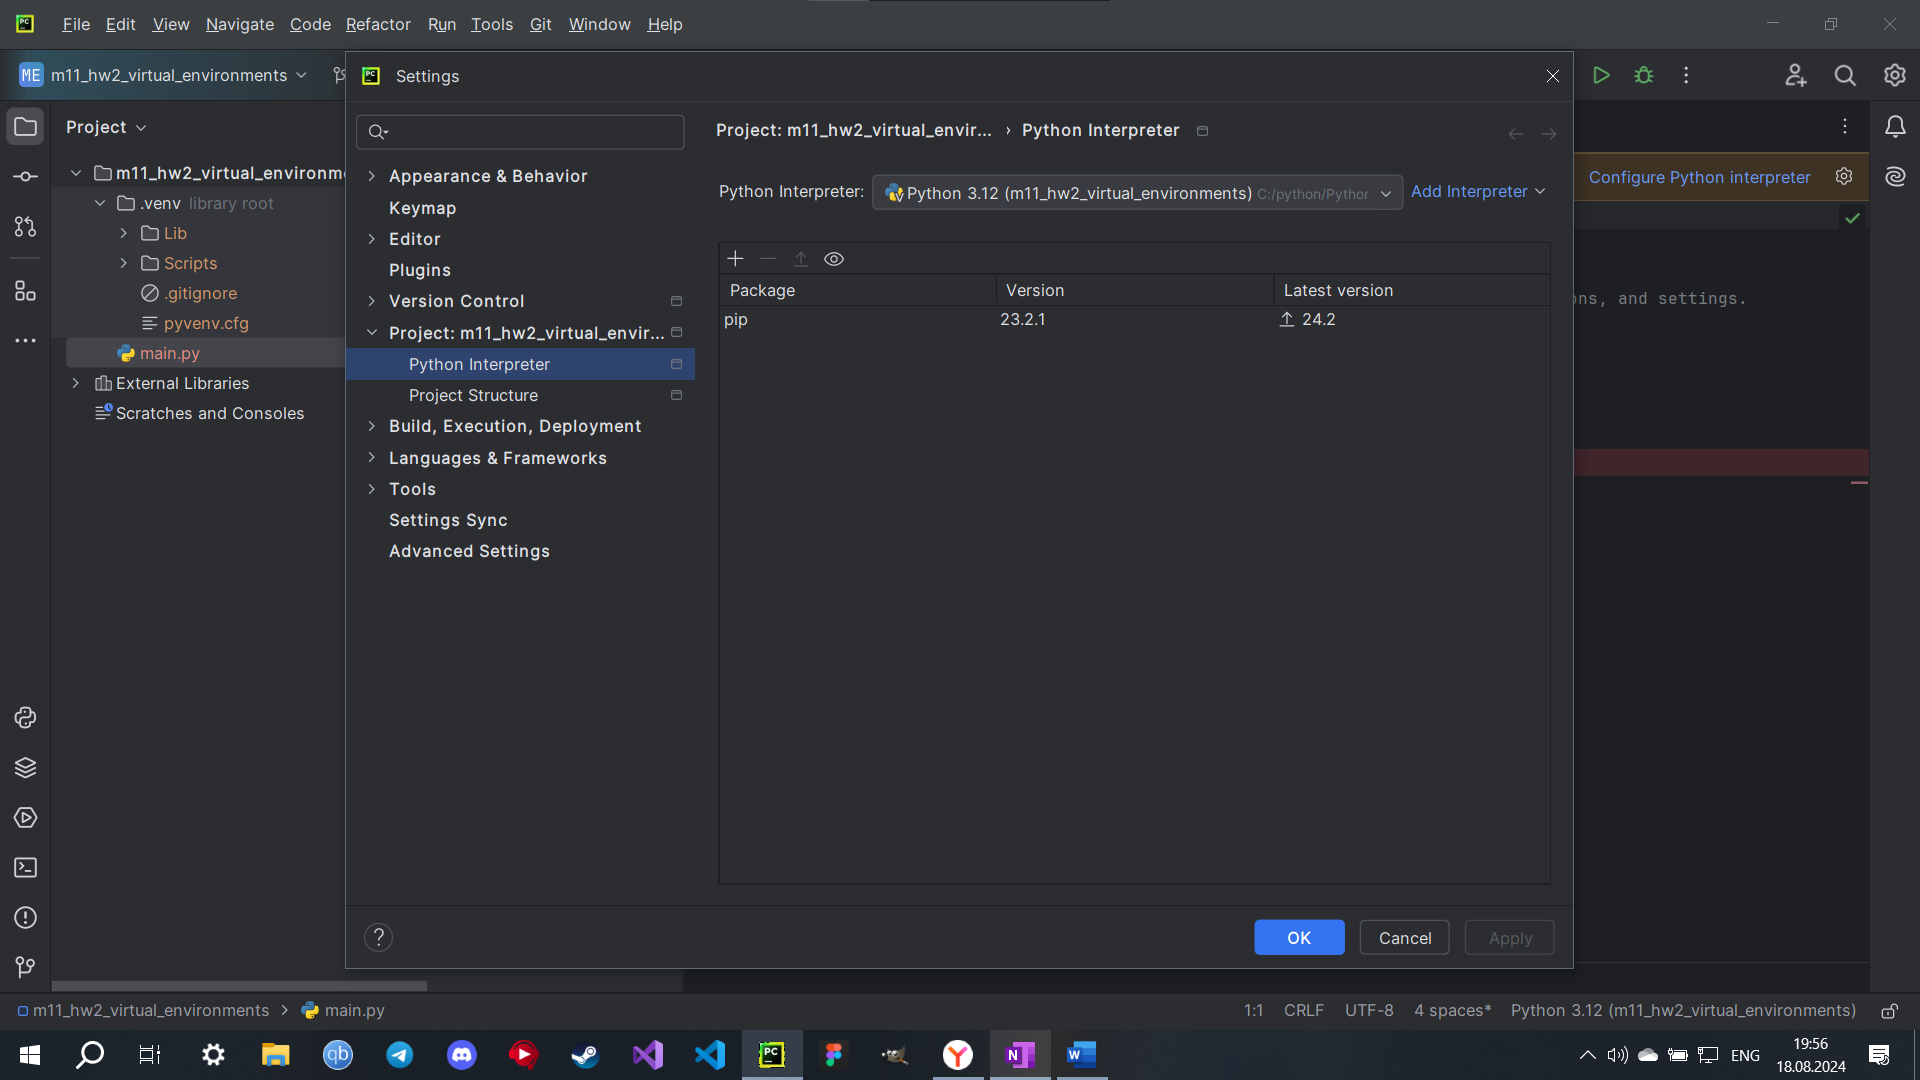 File Edit View Navigate Code Refactor Run Tools Git Window Help
ME m11_hw2_virtual_environments
Settings
Project
m11_hw2_virtual_environm
.venv library root
Lib
Scripts
.gitignore
pyvenv.cfg
main.py
External Libraries
Scratches and Consoles
Appearance & Behavior
Keymap
Editor
Plugins
Version Control
Project: m11_hw2_virtual_envir...
Python Interpreter
Project Structure
Build, Execution, Deployment
Languages & Frameworks
Tools
Settings Sync
Advanced Settings
Project: m11_hw2_virtual_envir... › Python Interpreter
Python Interpreter: Python 3.12 (m11_hw2_virtual_environments) C:/python/Python Add Interpreter
Package Version Latest version
pip 23.2.1 24.2
Configure Python interpreter
ons, and settings.
? OK Cancel Apply
m11_hw2_virtual_environments > main.py
1:1 CRLF UTF-8 4 spaces* Python 3.12 (m11_hw2_virtual_environments)
ENG
19:56
18.08.2024